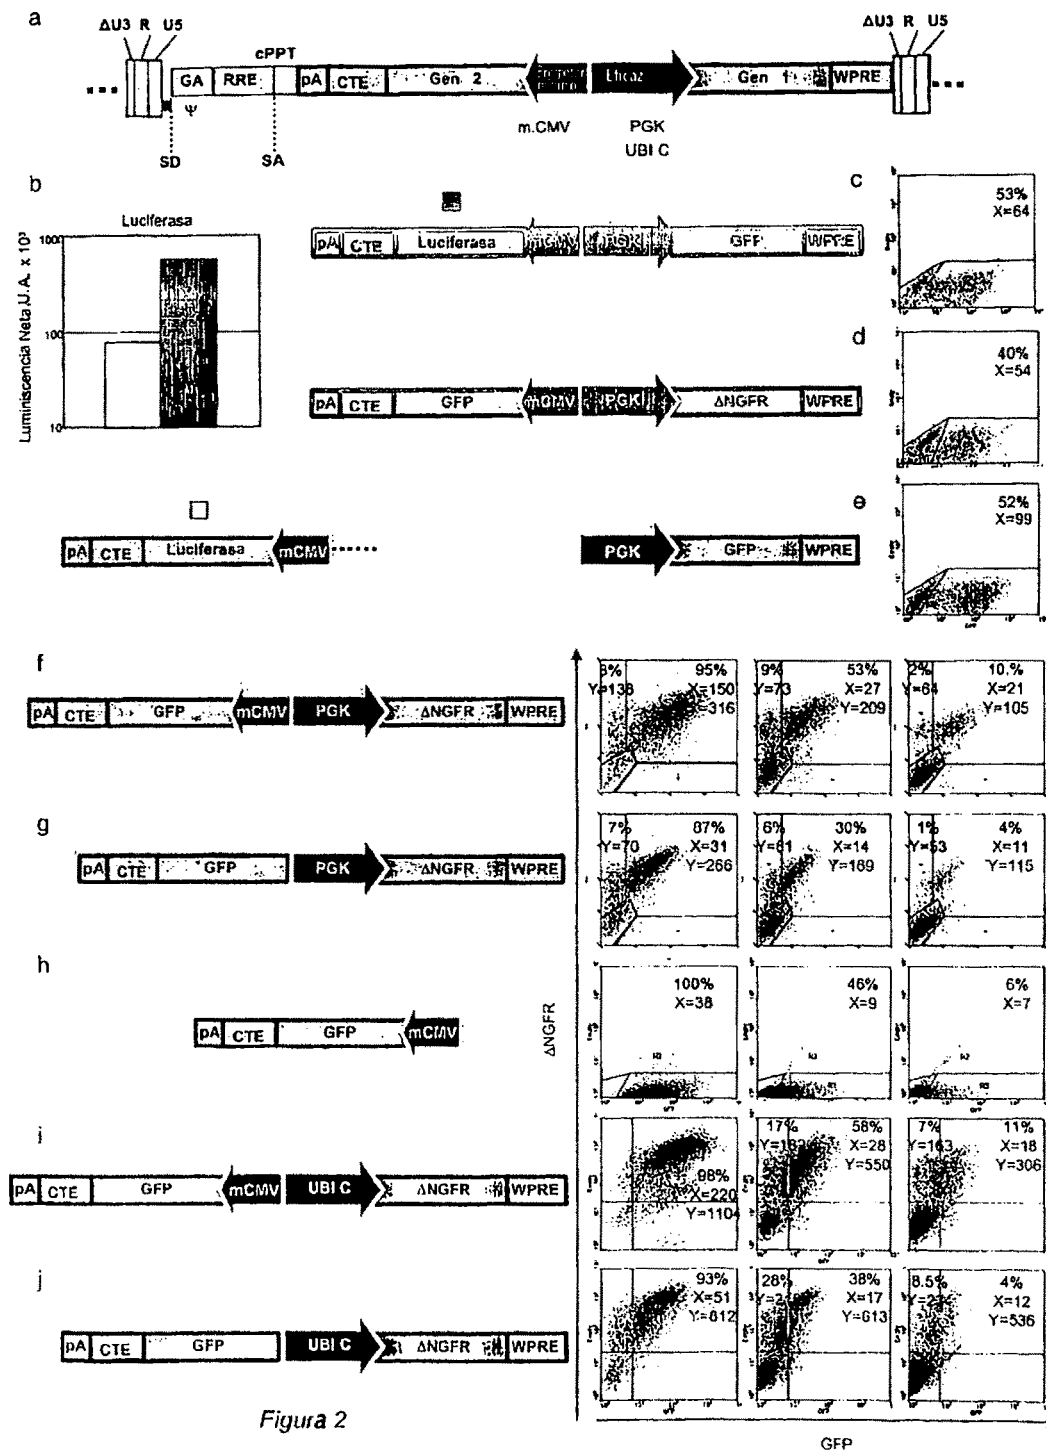 a
ΔU3 R U5
ΔU3 R U5
cPPT
GA RRE pA CTE Gen 2 Eficaz Gen 1 WPRE
Ψ
m.CMV PGK
UBI C
SD SA
b
Luciferasa
Luminiscencia Neta U.A. x 10³
1000
100
10
pA CTE Luciferasa mCMV PGK GFP WPRE
c
53%
X=64
pA CTE GFP mCMV PGK ΔNGFR WPRE
d
40%
X=54
pA CTE Luciferasa mCMV
PGK GFP WPRE
e
52%
X=99
f
pA CTE GFP mCMV PGK ΔNGFR WPRE
95% 9% 53% 2% 10.%
Y=138 X=150 Y=73 X=27 Y=64 X=21
316 Y=209 Y=105
g
pA CTE GFP PGK ΔNGFR WPRE
7% 87% 6% 30% 1% 4%
Y=70 X=31 Y=61 X=14 Y=53 X=11
Y=266 Y=169 Y=115
h
pA CTE GFP mCMV
100% 46% 6%
X=38 X=9 X=7
i
pA CTE GFP mCMV UBI C ΔNGFR WPRE
17% 58% 7% 11%
X=28 Y=163 X=18
98% Y=550 Y=306
X=220
Y=1104
j
pA CTE GFP UBI C ΔNGFR WPRE
93% 28% 38% 8.5% 4%
X=51 X=17 X=12
Y=612 Y=613 Y=536
ΔNGFR
GFP
Figura 2